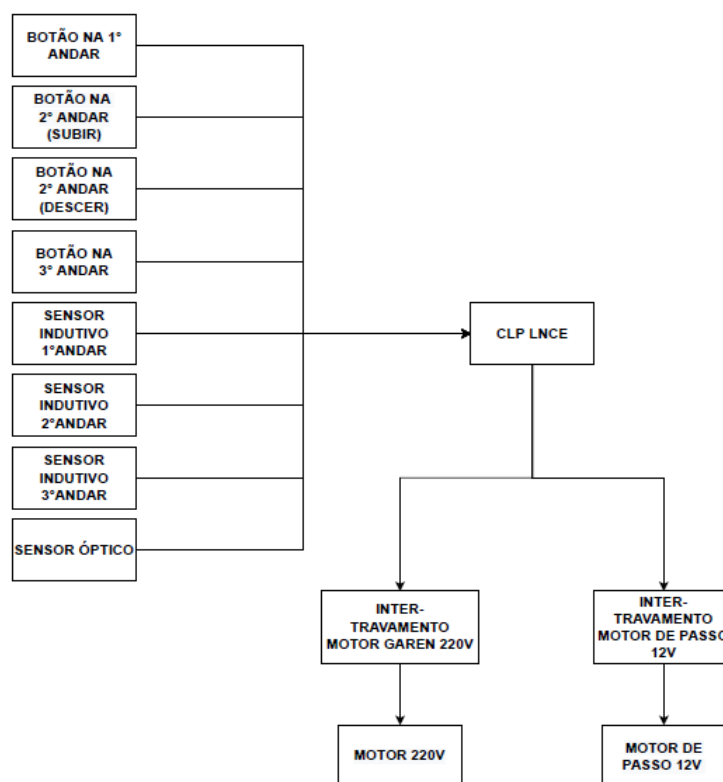 BOTÃO NA 1°
ANDAR
BOTÃO NA
2° ANDAR
(SUBIR)
BOTÃO NA
2° ANDAR
(DESCER)
BOTÃO NA
3° ANDAR
SENSOR
INDUTIVO
1°ANDAR
SENSOR
INDUTIVO
2°ANDAR
SENSOR
INDUTIVO
3°ANDAR
SENSOR ÓPTICO
CLP LNCE
INTER-
TRAVAMENTO
MOTOR GAREN 220V
INTER-
TRAVAMENTO
MOTOR DE PASSO
12V
MOTOR 220V
MOTOR DE
PASSO 12V